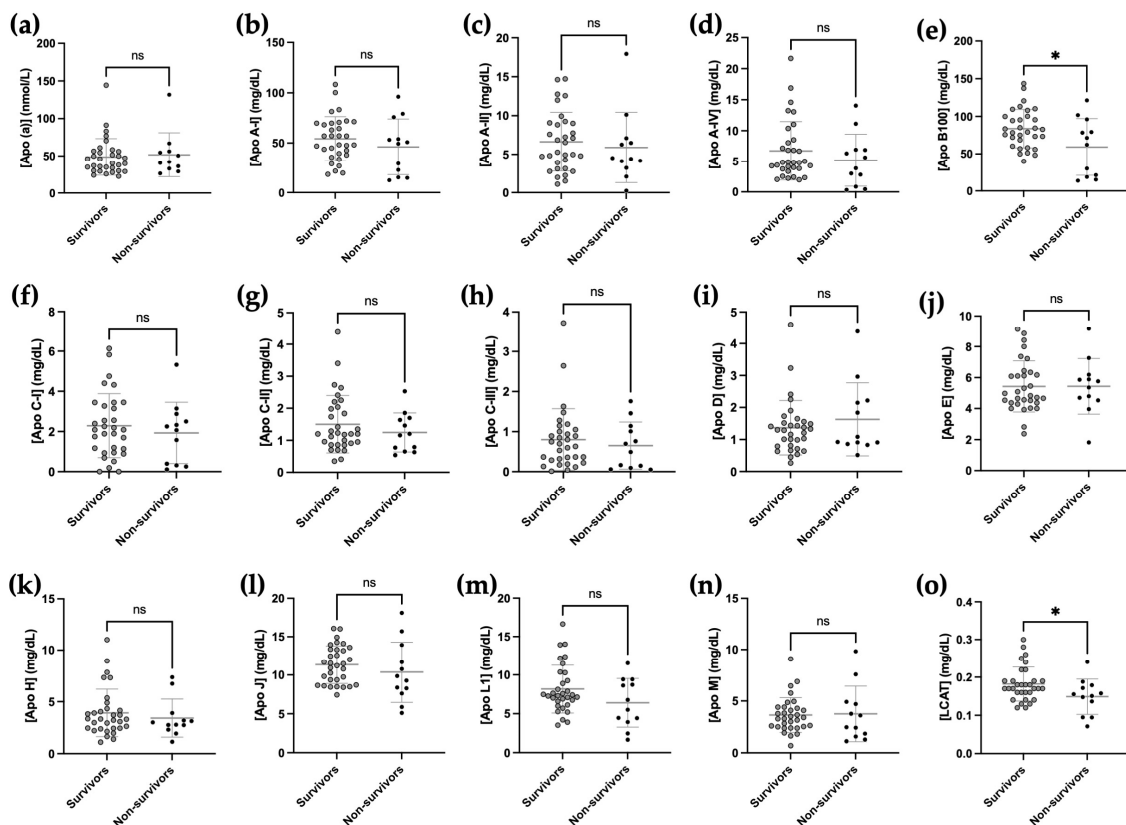 (a)
[Apo (a)] (nmol/L)
200
150
100
50
0
ns
Survivors
Non-survivors
(b)
[Apo A-I] (mg/dL)
150
100
50
0
ns
Survivors
Non-survivors
(c)
[Apo A-II] (mg/dL)
20
15
10
5
0
ns
Survivors
Non-survivors
(d)
[Apo A-IV] (mg/dL)
25
20
15
10
5
0
ns
Survivors
Non-survivors
(e)
[Apo B100] (mg/dL)
200
150
100
50
0
*
Survivors
Non-survivors
(f)
[Apo C-I] (mg/dL)
8
6
4
2
0
ns
Survivors
Non-survivors
(g)
[Apo C-II] (mg/dL)
5
4
3
2
1
0
ns
Survivors
Non-survivors
(h)
[Apo C-III] (mg/dL)
4
3
2
1
0
ns
Survivors
Non-survivors
(i)
[Apo D] (mg/dL)
5
4
3
2
1
0
ns
Survivors
Non-survivors
(j)
[Apo E] (mg/dL)
10
8
6
4
2
0
ns
Survivors
Non-survivors
(k)
[Apo H] (mg/dL)
15
10
5
0
ns
Survivors
Non-survivors
(l)
[Apo J] (mg/dL)
20
15
10
5
0
ns
Survivors
Non-survivors
(m)
[Apo L1] (mg/dL)
20
15
10
5
0
ns
Survivors
Non-survivors
(n)
[Apo M] (mg/dL)
15
10
5
0
ns
Survivors
Non-survivors
(o)
[LCAT] (mg/dL)
0.4
0.3
0.2
0.1
0.0
*
Survivors
Non-survivors